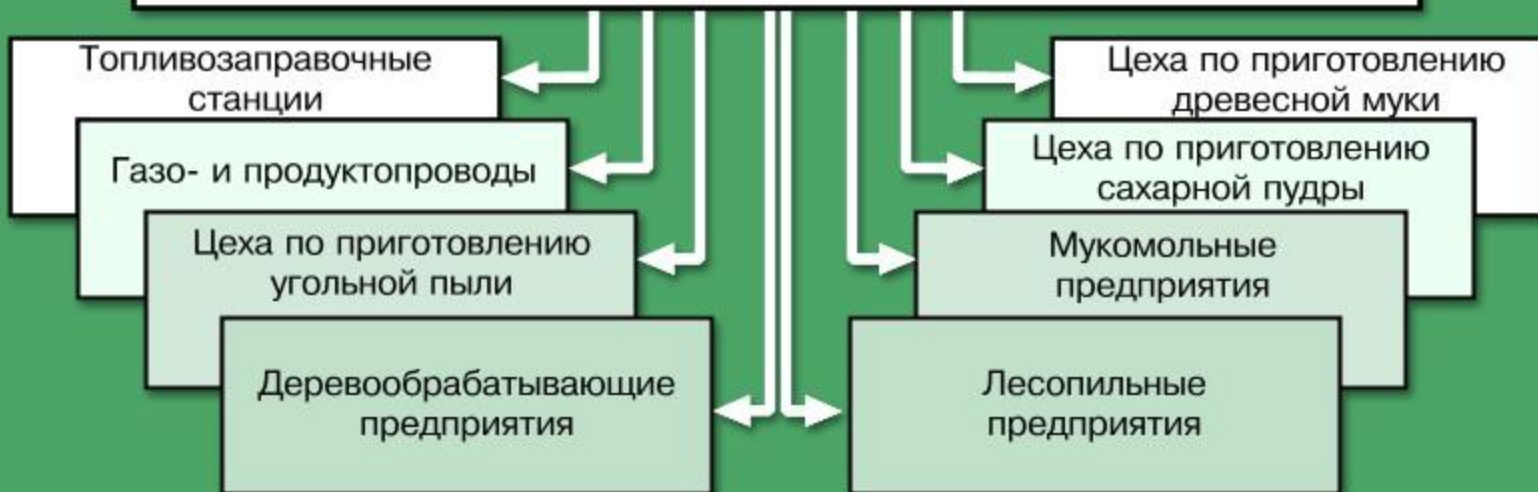 Топливозаправочные
станции
Газо- и продуктопроводы
Цеха по приготовлению
угольной пыли
Деревообрабатывающие
предприятия
Цеха по приготовлению
древесной муки
Цеха по приготовлению
сахарной пудры
Мукомольные
предприятия
Лесопильные
предприятия